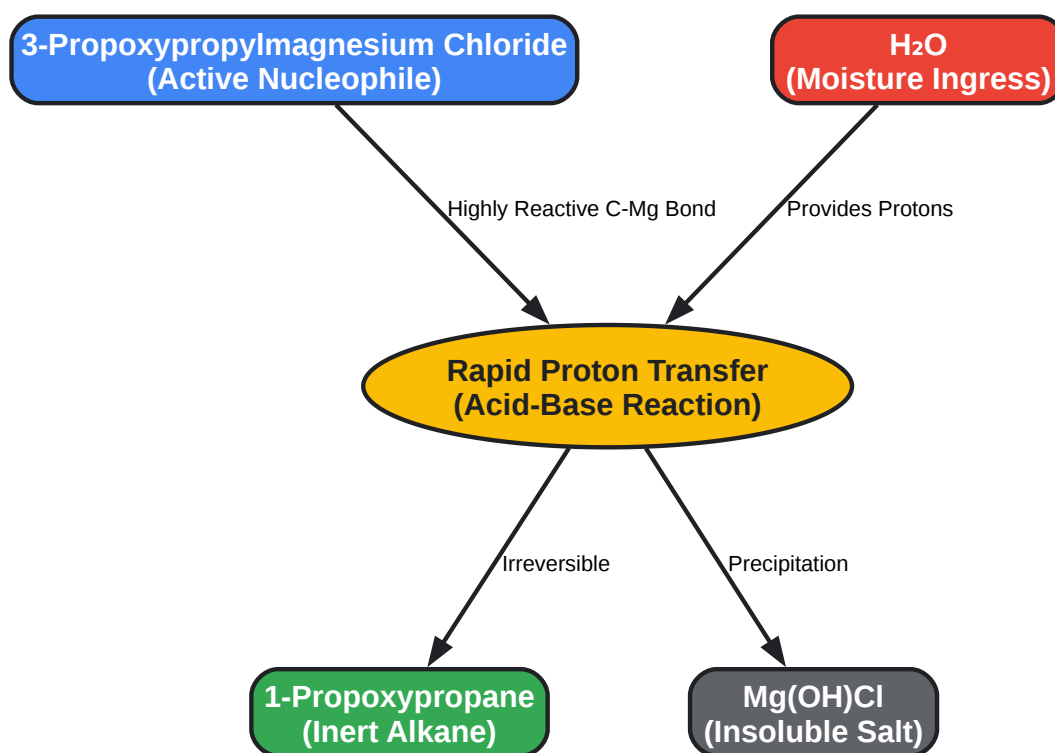 3-Propoxypropylmagnesium Chloride
(Active Nucleophile)
H₂O
(Moisture Ingress)
Highly Reactive C-Mg Bond
Provides Protons
Rapid Proton Transfer
(Acid-Base Reaction)
Irreversible
Precipitation
1-Propoxypropane
(Inert Alkane)
Mg(OH)Cl
(Insoluble Salt)